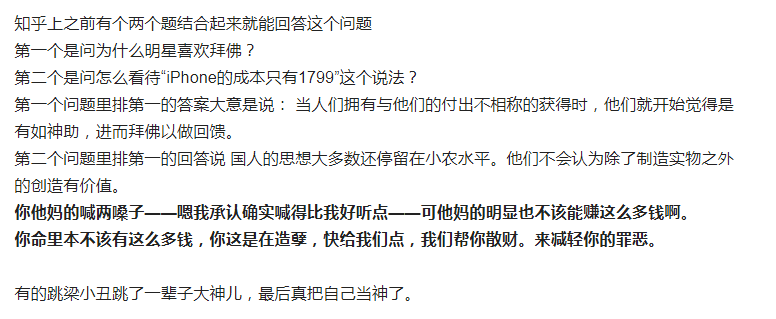 知乎上之前有个两个题结合起来就能回答这个问题
第一个是问为什么明星喜欢拜佛？
第二个是问怎么看待“iPhone的成本只有1799”这个说法？
第一个问题里排第一的答案大意是说： 当人们拥有与他们的付出不相称的获得时，他们就开始觉得是
有如神助，进而拜佛以做回馈。
第二个问题里排第一的回答说 国人的思想大多数还停留在小农水平。他们不会认为除了制造实物之外
的创造有价值。
你他妈的喊两嗓子——嗯我承认确实喊得比我好听点——可他妈的明显也不该能赚这么多钱啊。
你命里本不该有这么多钱，你这是在造孽，快给我们点，我们帮你散财。来减轻你的罪恶。
有的跳梁小丑跳了一辈子大神儿，最后真把自己当神了。